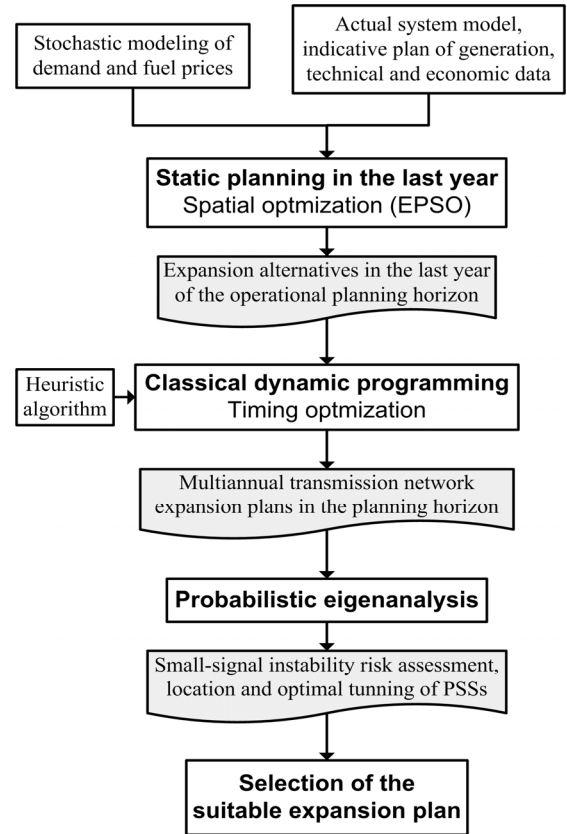 Stochastic modeling of
demand and fuel prices
Actual system model,
indicative plan of generation,
technical and economic data
Static planning in the last year
Spatial optmization (EPSO)
Expansion alternatives in the last year
of the operational planning horizon
Heuristic
algorithm
Classical dynamic programming
Timing optmization
Multiannual transmission network
expansion plans in the planning horizon
Probabilistic eigenanalysis
Small-signal instability risk assessment,
location and optimal tunning of PSSs
Selection of the
suitable expansion plan